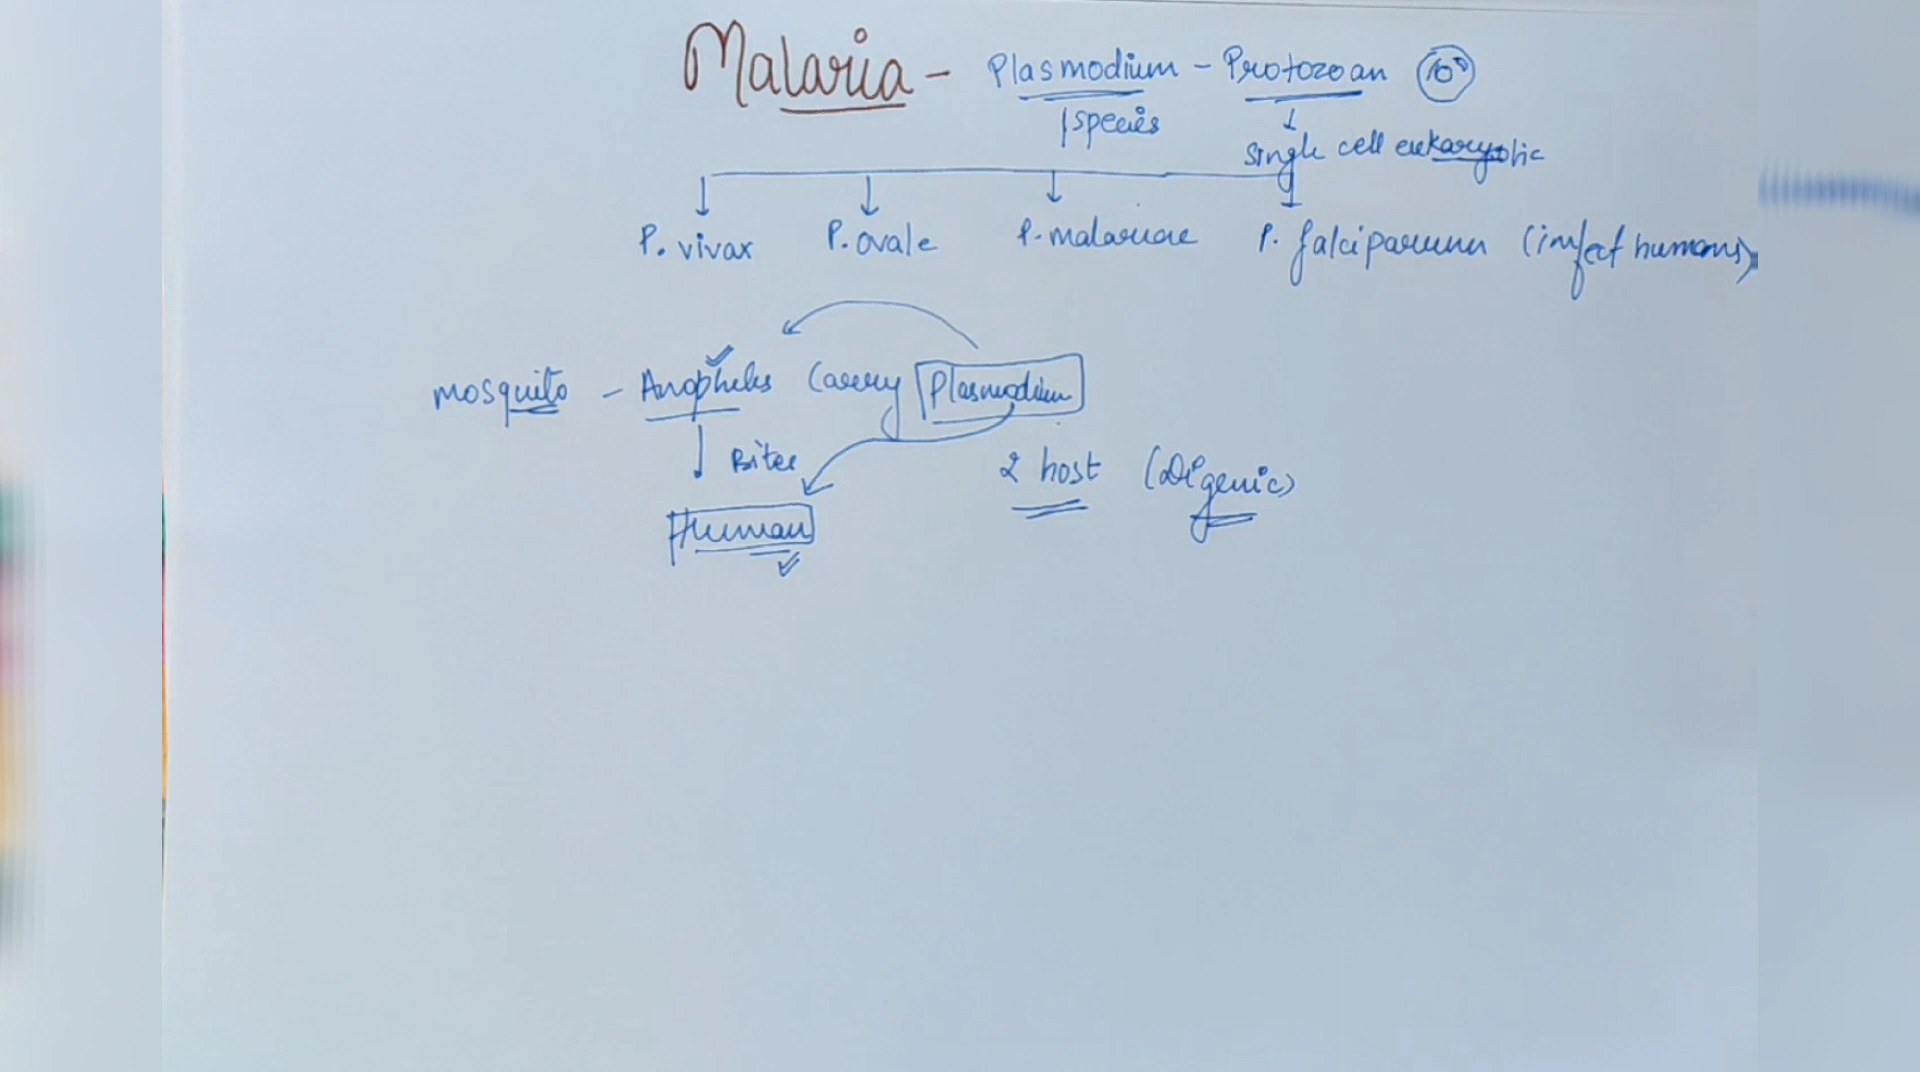 Malaria - Plasmodium - Protozoan
species
single cell eukaryotic
P. vivax P. ovale P. malariae P. falciparum (infect humans)
mosquito - Anopheles carry Plasmodium
Bites
2 host (Digenic)
Human